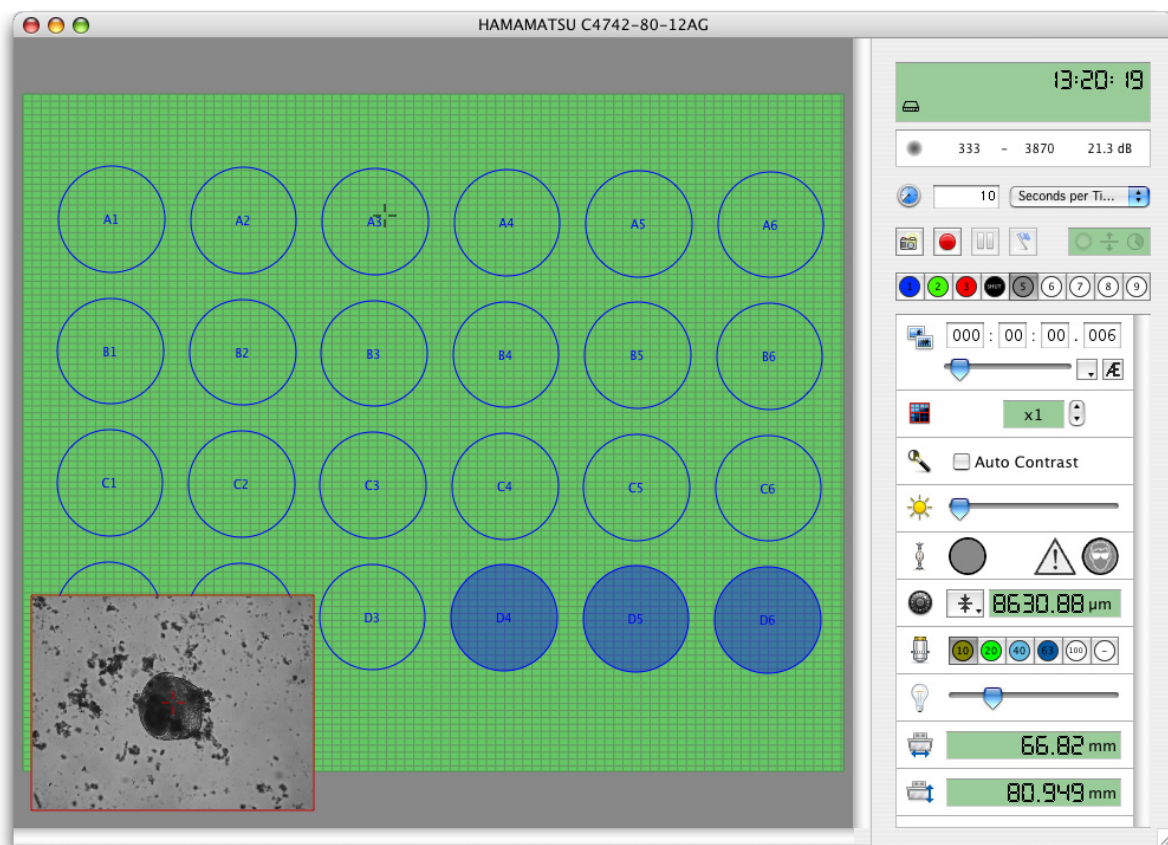 HAMAMATSU C4742-80-12AG
13:20:19
333 - 3870 21.3 dB
10 Seconds per Ti...
1 2 3 SHUT 5 6 7 8 9
000 : 00 : 00 . 006
Æ
x1
Auto Contrast
8630.88 µm
10 20 40 63 100 -
66.82 mm
80.949 mm
A1 A2 A3 A4 A5 A6
B1 B2 B3 B4 B5 B6
C1 C2 C3 C4 C5 C6
D3 D4 D5 D6